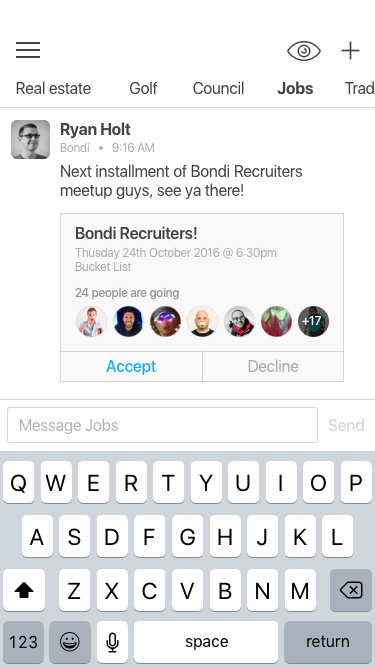 Real estate Golf Council Jobs Trad
Ryan Holt
Bondi • 9:16 AM
Next installment of Bondi Recruiters
meetup guys, see ya there!
Bondi Recruiters!
Thusday 24th October 2016 @ 6:30pm
Bucket List
24 people are going
+17
Accept Decline
Message Jobs Send
Q W E R T Y U I O P
A S D F G H J K L
Z X C V B N M
123 space return